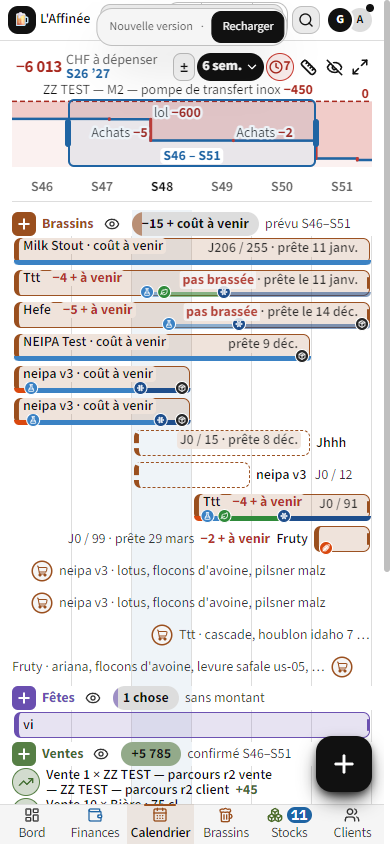 L'Affinée
Nouvelle version ·
Recharger
G
A
−6 013 CHF à dépenser
S26 ’27
±
6 sem.
7
ZZ TEST — M2 — pompe de transfert inox −450
0
lol −600
Achats −5
Achats −2
S46 – S51
S46 S47 S48 S49 S50 S51
Brassins
−15 + coût à venir
prévu S46–S51
Milk Stout · coût à venir
J206 / 255 · prête 11 janv.
Ttt −4 + à venir
pas brassée · prête le 11 janv.
Hefe −5 + à venir
pas brassée · prête le 14 déc.
NEIPA Test · coût à venir
prête 9 déc.
neipa v3 · coût à venir
neipa v3 · coût à venir
J0 / 15 · prête 8 déc. Jhhh
neipa v3 J0 / 12
Ttt −4 + à venir J0 / 91
J0 / 99 · prête 29 mars −2 + à venir Fruty
neipa v3 · lotus, flocons d'avoine, pilsner malz
neipa v3 · lotus, flocons d'avoine, pilsner malz
Ttt · cascade, houblon idaho 7 …
Fruty · ariana, flocons d'avoine, levure safale us-05, …
Fêtes
1 chose
sans montant
vi
Ventes
+5 785
confirmé S46–S51
Vente 1 × ZZ TEST — parcours r2 vente
— ZZ TEST — parcours r2 client +45
Bord
Finances
Calendrier
Brassins
Stocks
11
Clients